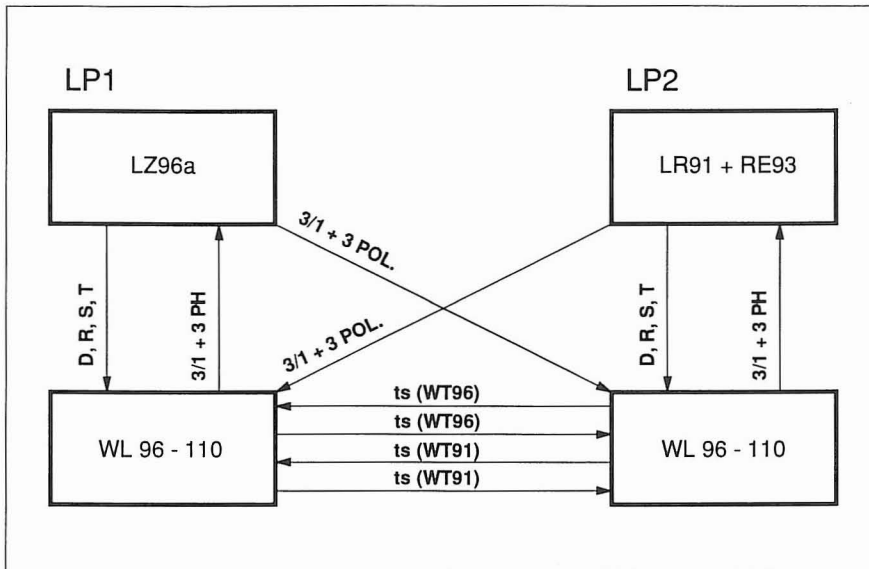 LP1
LP2
LZ96a
LR91 + RE93
3/1 + 3 POL.
D, R, S, T
3/1 + 3 PH
3/1 + 3 POL.
D, R, S, T
3/1 + 3 PH
ts (WT96)
ts (WT96)
ts (WT91)
ts (WT91)
WL 96 - 110
WL 96 - 110